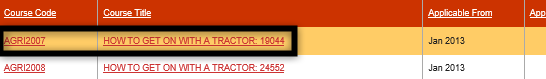 Course Code Course Title Applicable From Ap
AGRI2007 HOW TO GET ON WITH A TRACTOR: 19044 Jan 2013
AGRI2008 HOW TO GET ON WITH A TRACTOR: 24552 Jan 2013